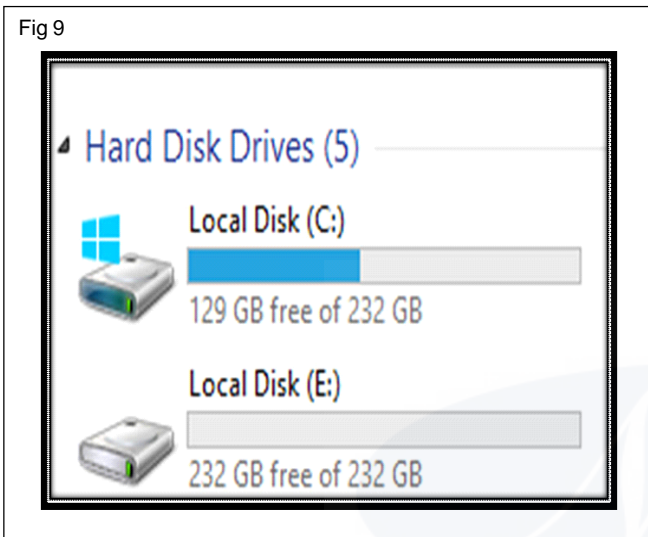 Fig 9
Hard Disk Drives (5)
Local Disk (C:)
129 GB free of 232 GB
Local Disk (E:)
232 GB free of 232 GB